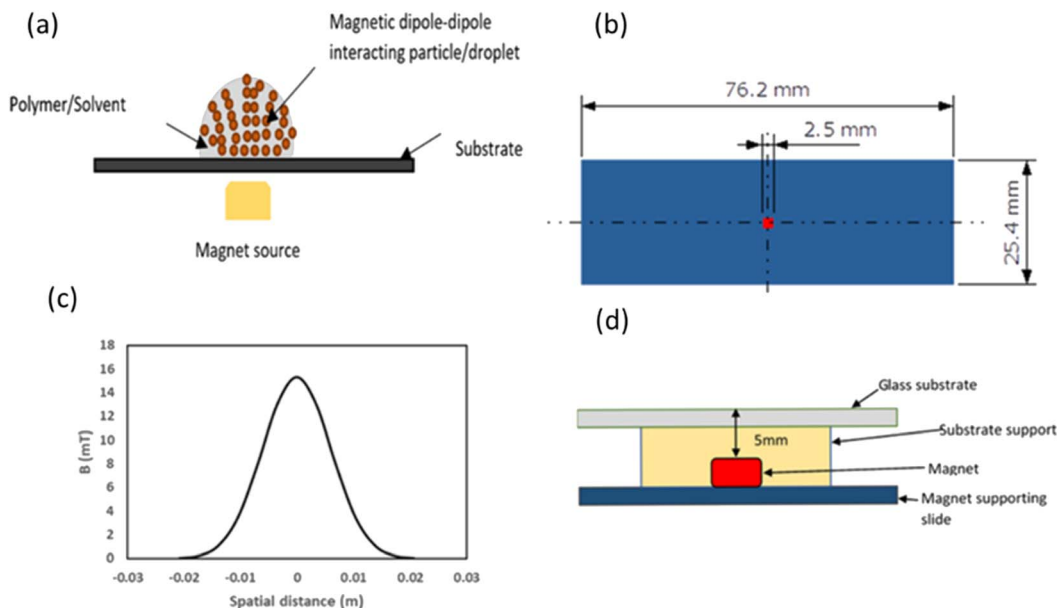 (a)
Magnetic dipole-dipole
interacting particle/droplet
Polymer/Solvent
Substrate
Magnet source
(b)
76.2 mm
2.5 mm
25.4 mm
(c)
18
16
14
12
10
8
6
4
2
0
B (mT)
-0.03
-0.02
-0.01
0
0.01
0.02
0.03
Spatial distance (m)
(d)
Glass substrate
5mm
Substrate support
Magnet
Magnet supporting
slide